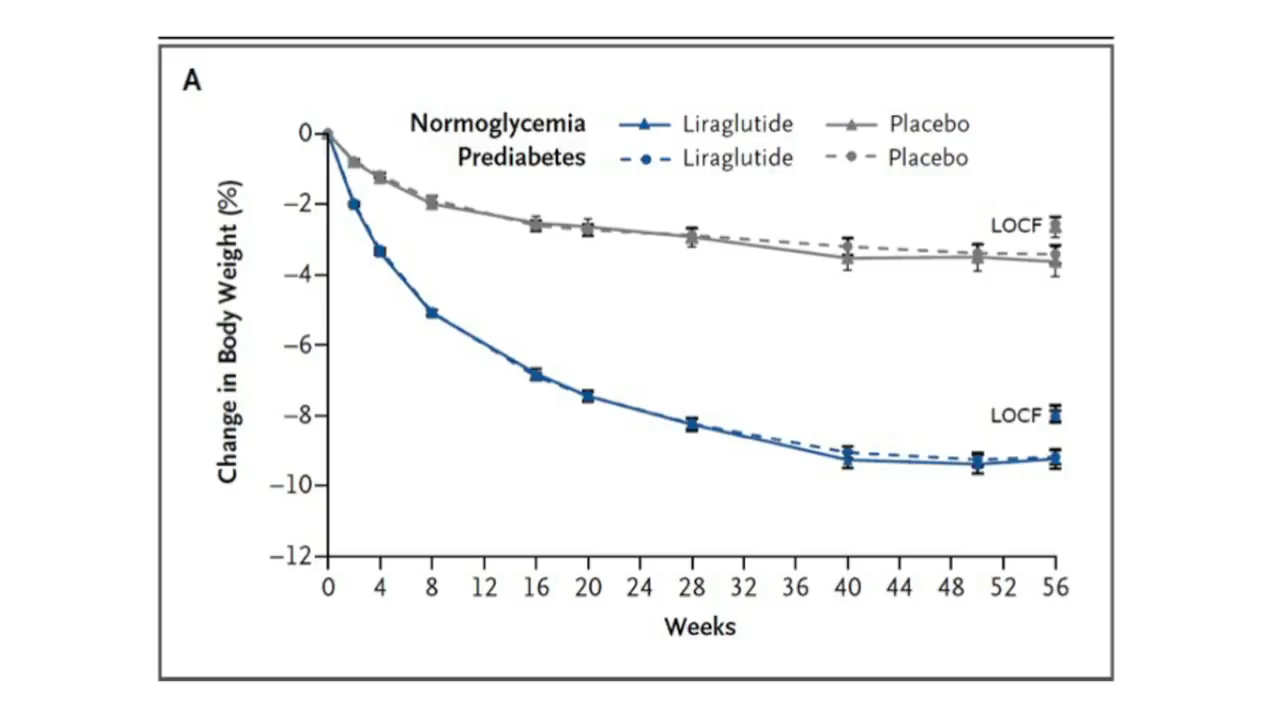 A
Normoglycemia Liraglutide Placebo
Prediabetes Liraglutide Placebo
Change in Body Weight (%)
0
−2
−4
−6
−8
−10
−12
LOCF
LOCF
0 4 8 12 16 20 24 28 32 36 40 44 48 52 56
Weeks